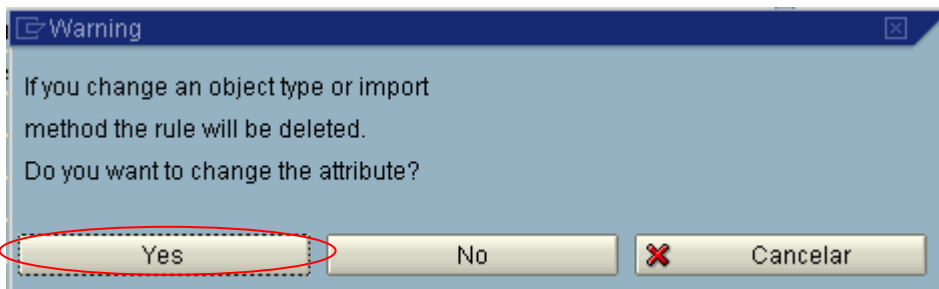 Warning
If you change an object type or import
method the rule will be deleted.
Do you want to change the attribute?
Yes No Cancelar